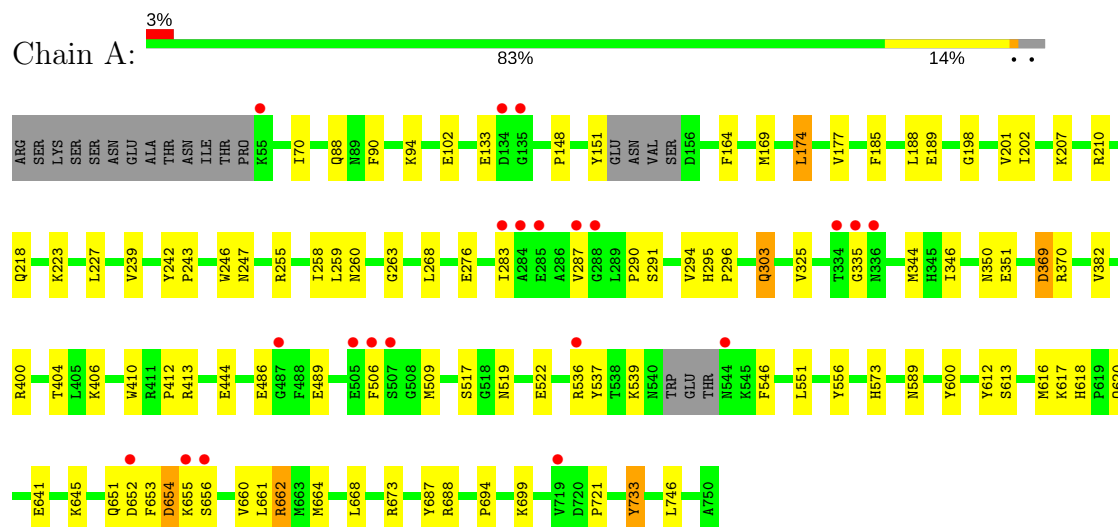 3%
Chain A:
83% 14% • •
ARG SER LYS SER SER ASN GLU ALA THR ASN ILE THR PRO K55 I70 Q88 N89 F90 K94 E102 E133 D134 G135 P148 Y151 GLU ASN VAL SER D156 F164 M169 L174 V177 F185 L188 E189 G198 V201 I202 K207 R210
Q218 K223 L227 V239 Y242 P243 W246 N247 R255 I258 L259 N260 G263 L268 E276 I283 A284 E285 A286 V287 G288 L289 P290 S291 V294 H295 P296 Q303 V325 T334 G335 N336 M344 H345 I346 N350 E351 D369 R370 V382
R400 T404 L405 K406 W410 R411 P412 R413 E444 E486 G487 F488 E489 E505 F506 S507 G508 M509 S517 G518 N519 E522 R536 Y537 T538 K539 N540 TRP GLU THR N544 K545 F546 L551 Y556 H573 N589 Y600 Y612 S613 M616 K617 H618 P619
E641 K645 Q651 D652 F653 D654 K655 S656 V660 L661 R662 M663 M664 L668 R673 Y687 R688 P694 K699 V719 D720 P721 Y733 L746 A750